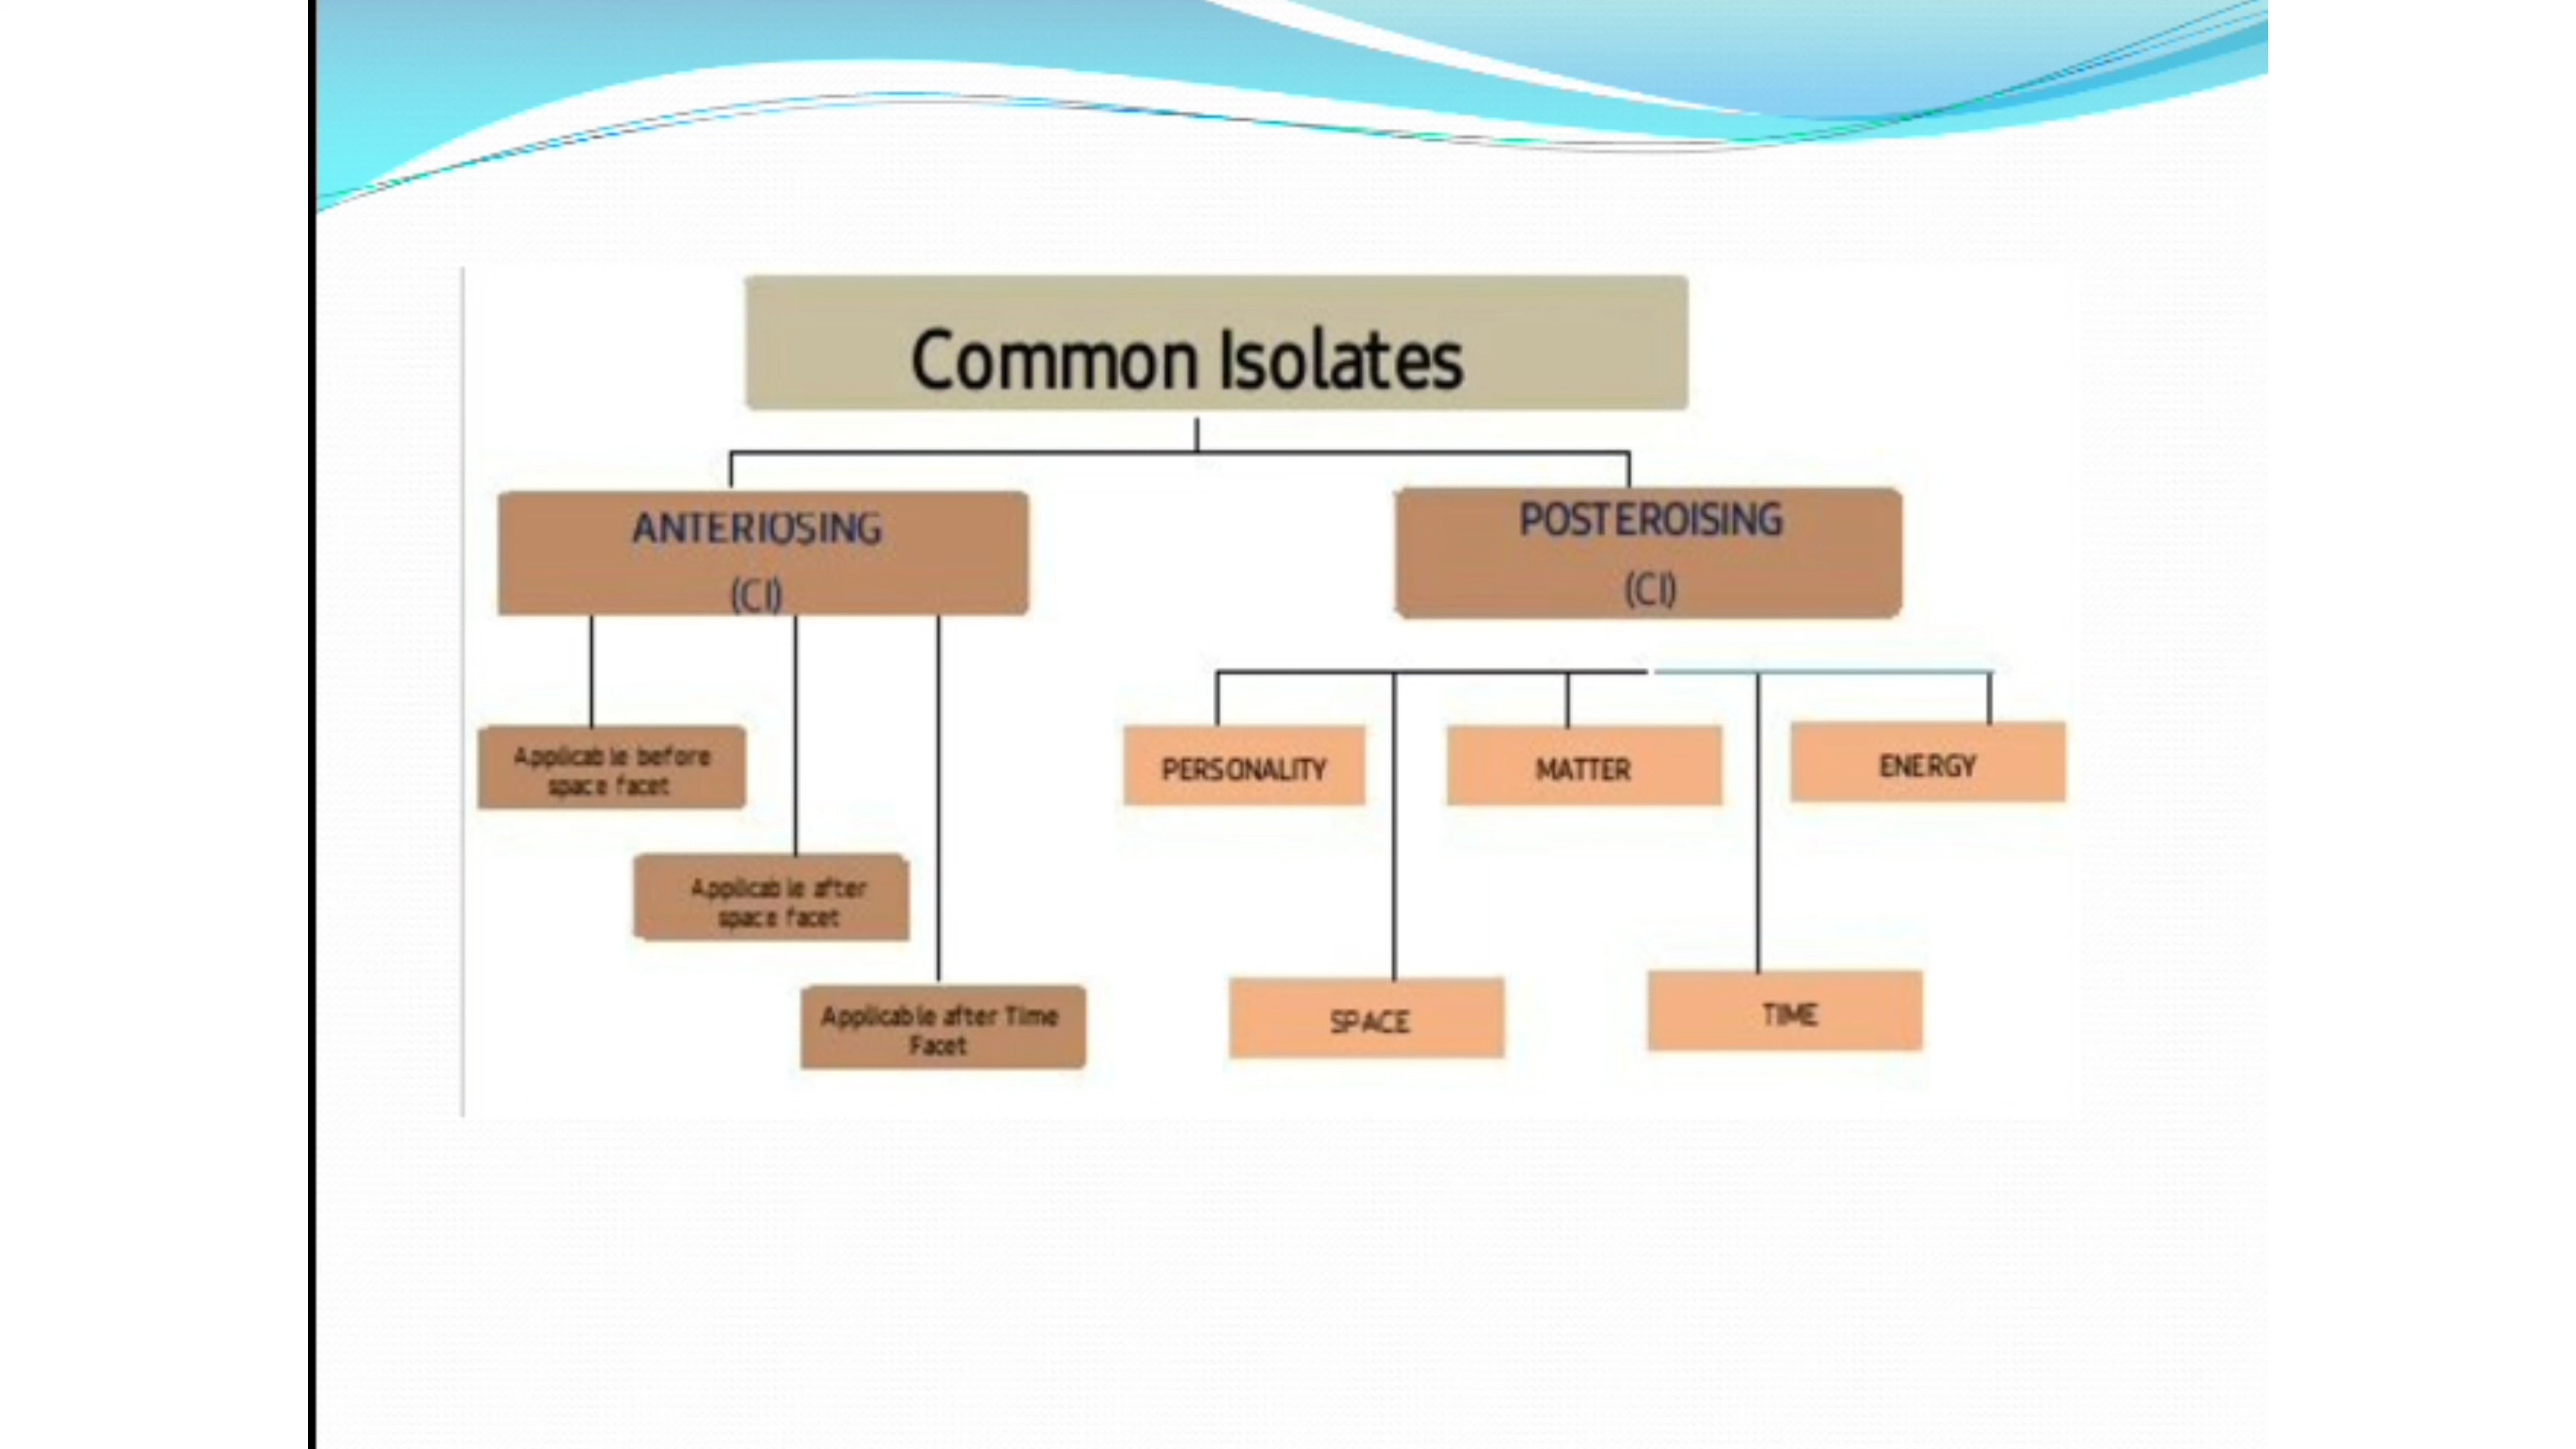 Common Isolates
ANTERIOSING
(CI)
POSTEROISING
(CI)
Applicable before
space facet
Applicable after
space facet
Applicable after Time
Facet
PERSONALITY
MATTER
ENERGY
SPACE
TIME